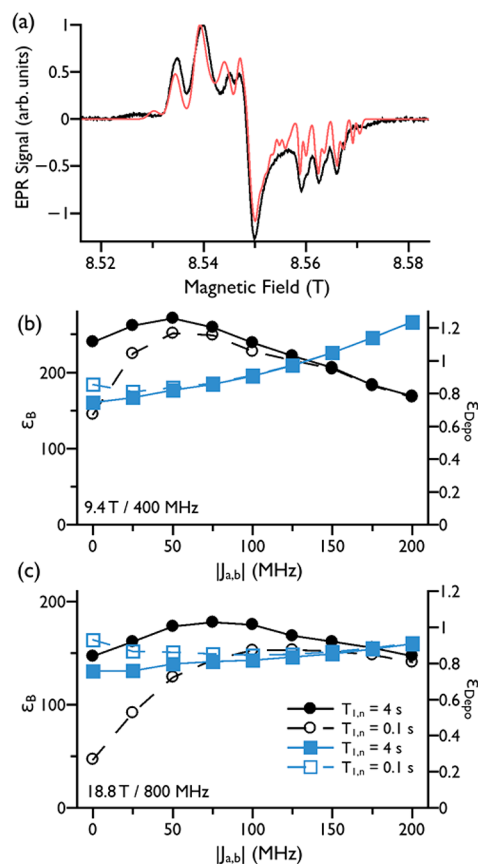 (a)
1
0.5
0
−0.5
−1
EPR Signal (arb. units)
8.52 8.54 8.56 8.58
Magnetic Field (T)
(b)
200
100
0
ε_B
1.2
1
0.8
0.6
0.4
0.2
0
ε_Depo
9.4 T / 400 MHz
0 50 100 150 200
|J_a,b| (MHz)
(c)
200
100
0
ε_B
1.2
1
0.8
0.6
0.4
0.2
0
ε_Depo
T_1,n = 4 s
T_1,n = 0.1 s
T_1,n = 4 s
T_1,n = 0.1 s
18.8 T / 800 MHz
0 50 100 150 200
|J_a,b| (MHz)